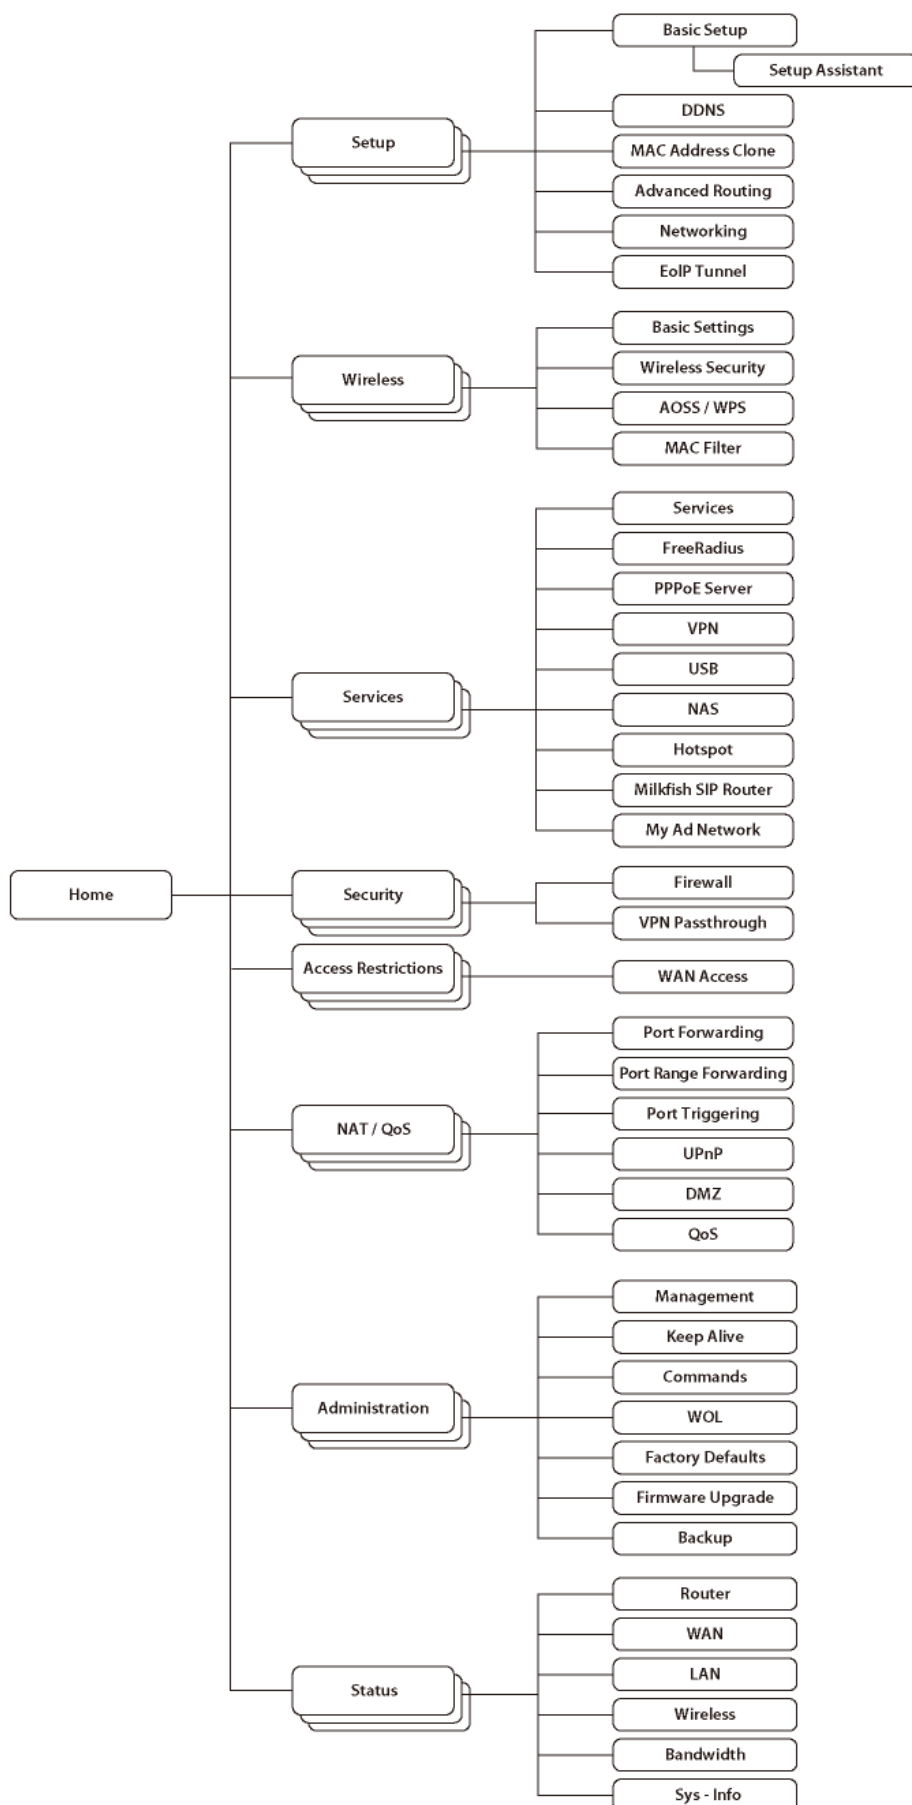 Home
Setup
Basic Setup
Setup Assistant
DDNS
MAC Address Clone
Advanced Routing
Networking
EoIP Tunnel
Wireless
Basic Settings
Wireless Security
AOSS / WPS
MAC Filter
Services
Services
FreeRadius
PPPoE Server
VPN
USB
NAS
Hotspot
Milkfish SIP Router
My Ad Network
Security
Firewall
VPN Passthrough
Access Restrictions
WAN Access
NAT / QoS
Port Forwarding
Port Range Forwarding
Port Triggering
UPnP
DMZ
QoS
Administration
Management
Keep Alive
Commands
WOL
Factory Defaults
Firmware Upgrade
Backup
Status
Router
WAN
LAN
Wireless
Bandwidth
Sys - Info